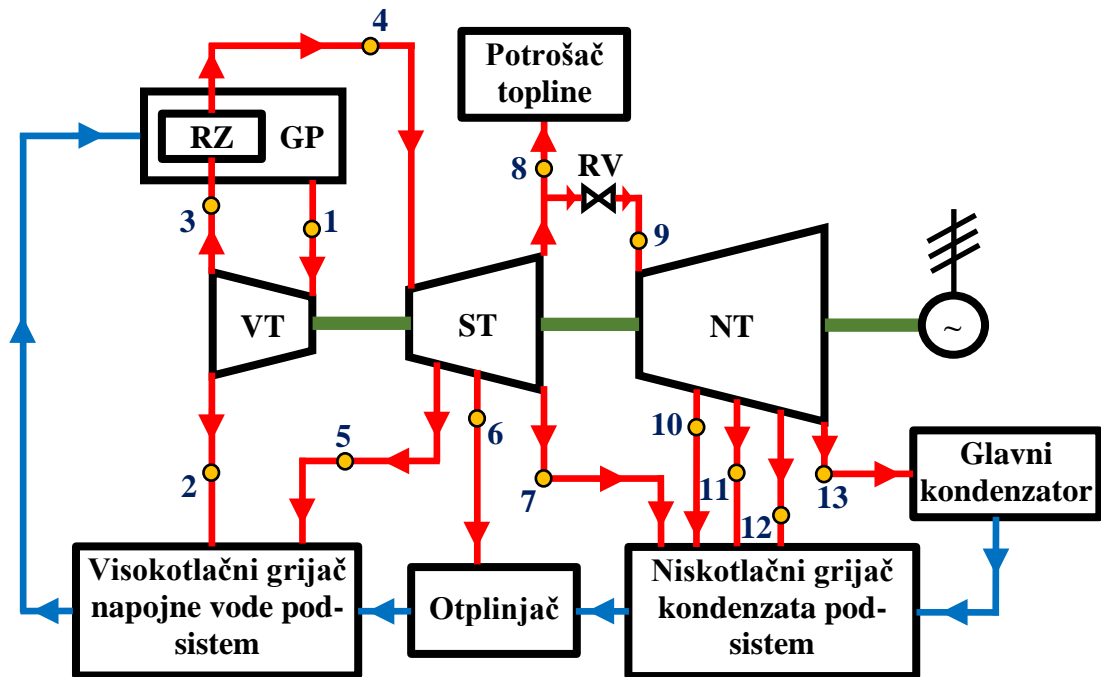 4
Potrošač
topline
RZ
GP
RV
8
3
1
9
VT
ST
NT
~
5
6
10
2
7
11
12
13
Glavni
kondenzator
Visokotlačni grijač
napojne vode pod-
sistem
Otplinjač
Niskotlačni grijač
kondenzata pod-
sistem